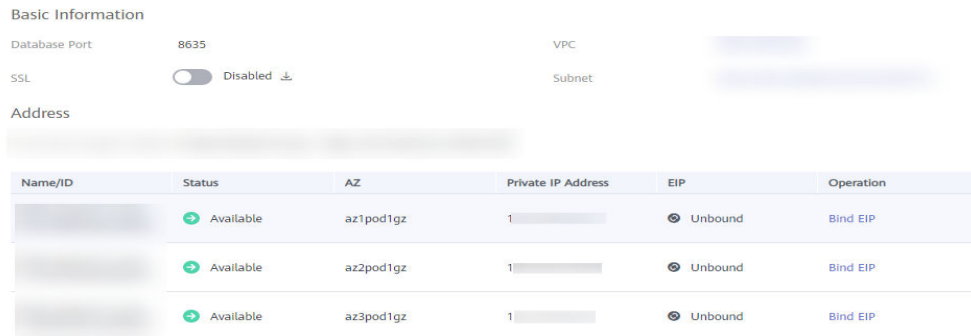 Basic Information
Database Port 8635 VPC
SSL Disabled Subnet
Address
Name/ID Status AZ Private IP Address EIP Operation
Available az1pod1gz 1 Unbound Bind EIP
Available az2pod1gz 1 Unbound Bind EIP
Available az3pod1gz 1 Unbound Bind EIP